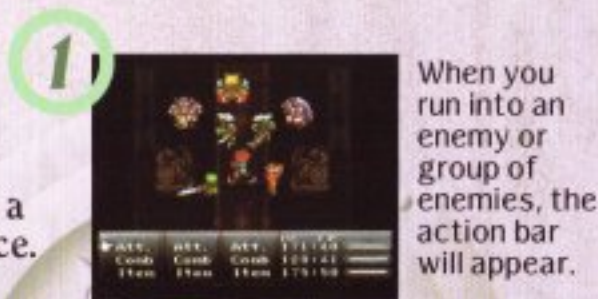 1
a
ce.
When you
run into an
enemy or
group of
enemies, the
action bar
will appear.
Att. Att. Att.
Comb Comb Comb
Item Item Item